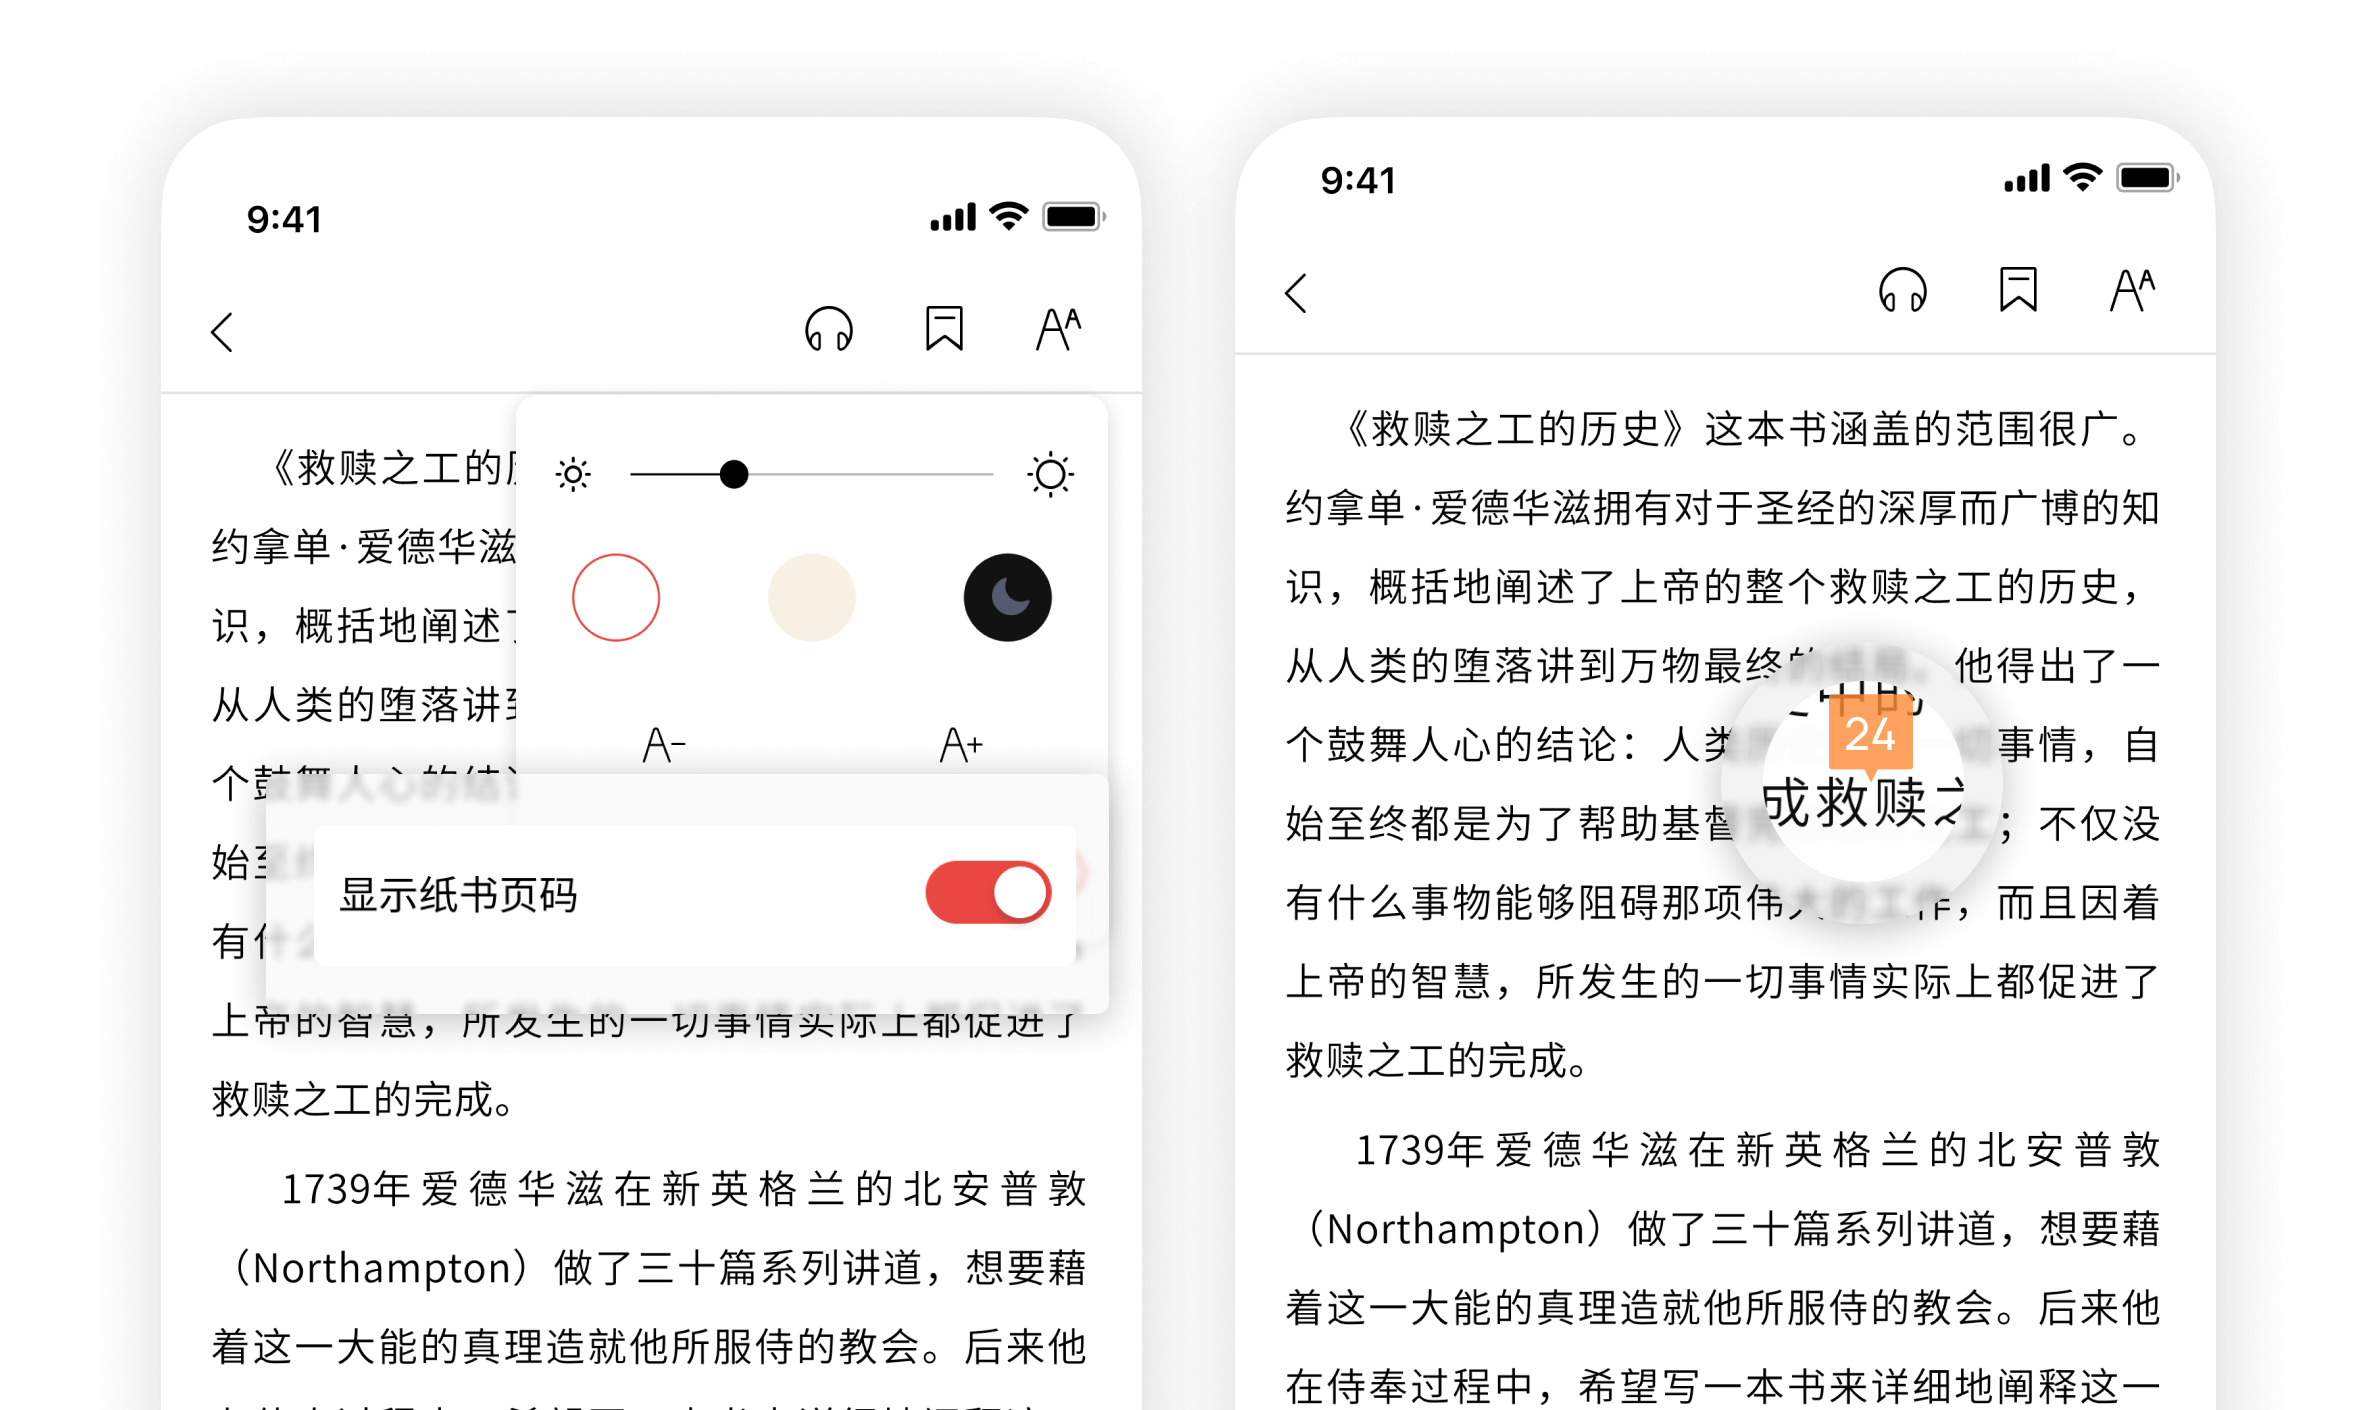 9:41
《救赎之工的
约拿单·爱德华滋
识，概括地阐述
从人类的堕落讲
个鼓舞人心的结
A-
A+
始至
显示纸书页码
有什么
上帝的智慧，所发生的一切事情实际上都促进了
救赎之工的完成。
1739年爱德华滋在新英格兰的北安普敦
（Northampton）做了三十篇系列讲道，想要藉
着这一大能的真理造就他所服侍的教会。后来他
9:41
《救赎之工的历史》这本书涵盖的范围很广。
约拿单·爱德华滋拥有对于圣经的深厚而广博的知
识，概括地阐述了上帝的整个救赎之工的历史，
从人类的堕落讲到万物最终的结局。他得出了一
个鼓舞人心的结论：人类 切事情，自
24
成救赎之
始至终都是为了帮助基督 工；不仅没
有什么事物能够阻碍那项伟大的工作，而且因着
上帝的智慧，所发生的一切事情实际上都促进了
救赎之工的完成。
1739年爱德华滋在新英格兰的北安普敦
（Northampton）做了三十篇系列讲道，想要藉
着这一大能的真理造就他所服侍的教会。后来他
在侍奉过程中，希望写一本书来详细地阐释这一